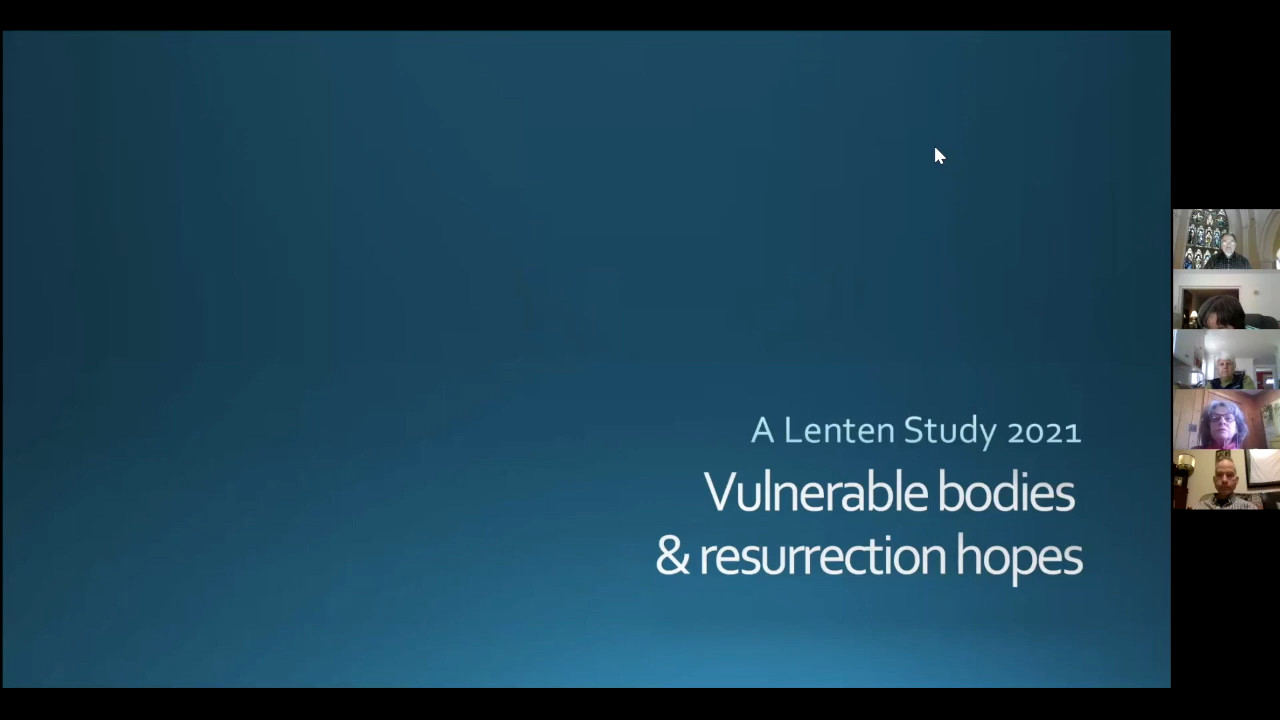 A Lenten Study 2021
Vulnerable bodies
& resurrection hopes